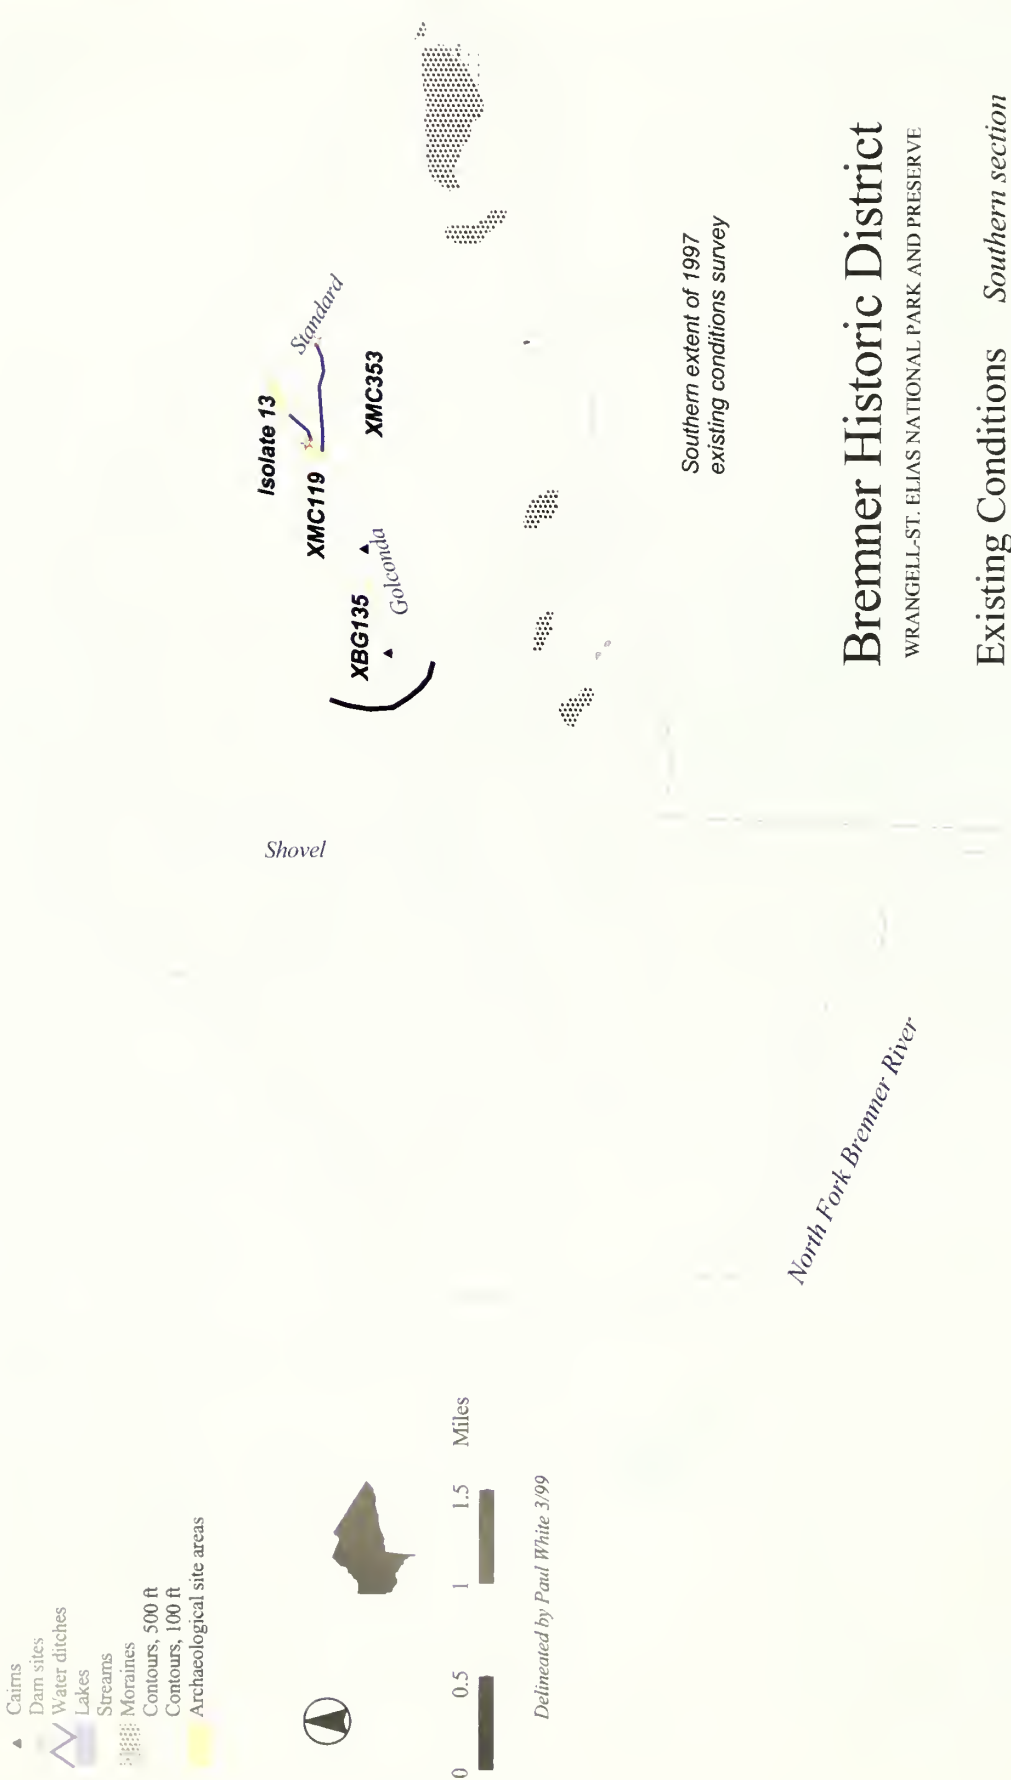 Cairns
Dam sites
Water ditches
Lakes
Streams
Moraines
Contours, 500 ft
Contours, 100 ft
Archaeological site areas
0 0.5 1 1.5 Miles
Delineated by Paul White 3/99
Shovel
North Fork Bremner River
Isolate 13
Standard
XMC119
XMC353
XBG135
Golconda
Southern extent of 1997
existing conditions survey
Bremner Historic District
WRANGELL-ST. ELIAS NATIONAL PARK AND PRESERVE
Existing Conditions Southern section